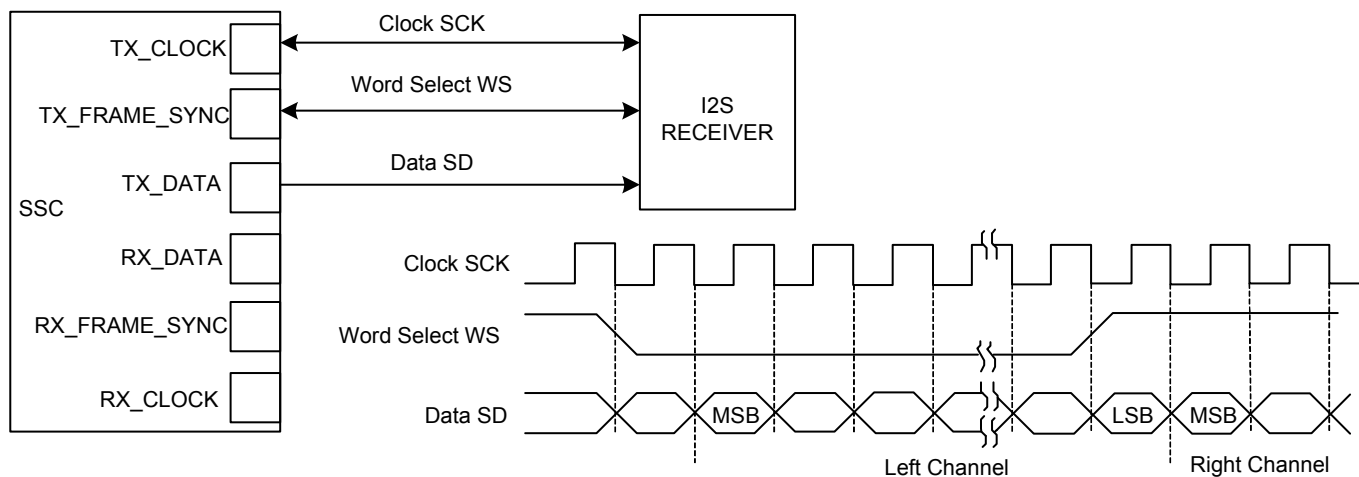 SSC
TX_CLOCK
TX_FRAME_SYNC
TX_DATA
RX_DATA
RX_FRAME_SYNC
RX_CLOCK
Clock SCK
Word Select WS
Data SD
I2S
RECEIVER
Clock SCK
Word Select WS
Data SD
MSB
LSB
MSB
Left Channel
Right Channel